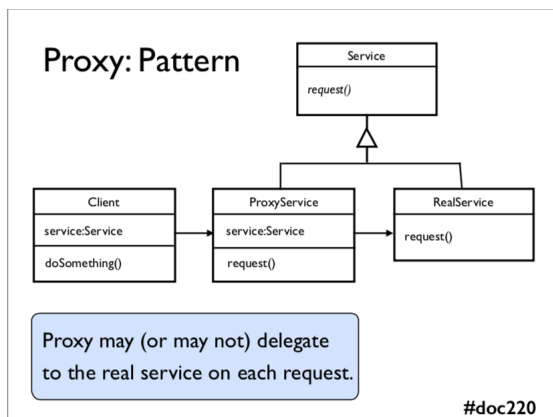 Proxy: Pattern
Service
request()
Client
service:Service
doSomething()
ProxyService
service:Service
request()
RealService
request()
Proxy may (or may not) delegate
to the real service on each request.
#doc220